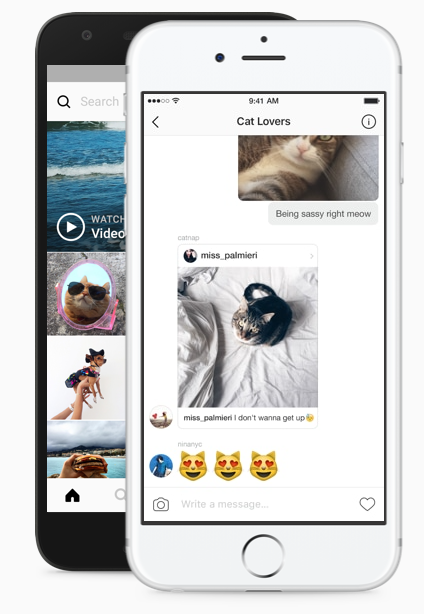 Search
WATCH
Video
9:41 AM
Cat Lovers
Being sassy right meow
catnap
miss_palmieri
miss_palmieri I don't wanna get up😴
ninanyc
😻😻😻
Write a message...